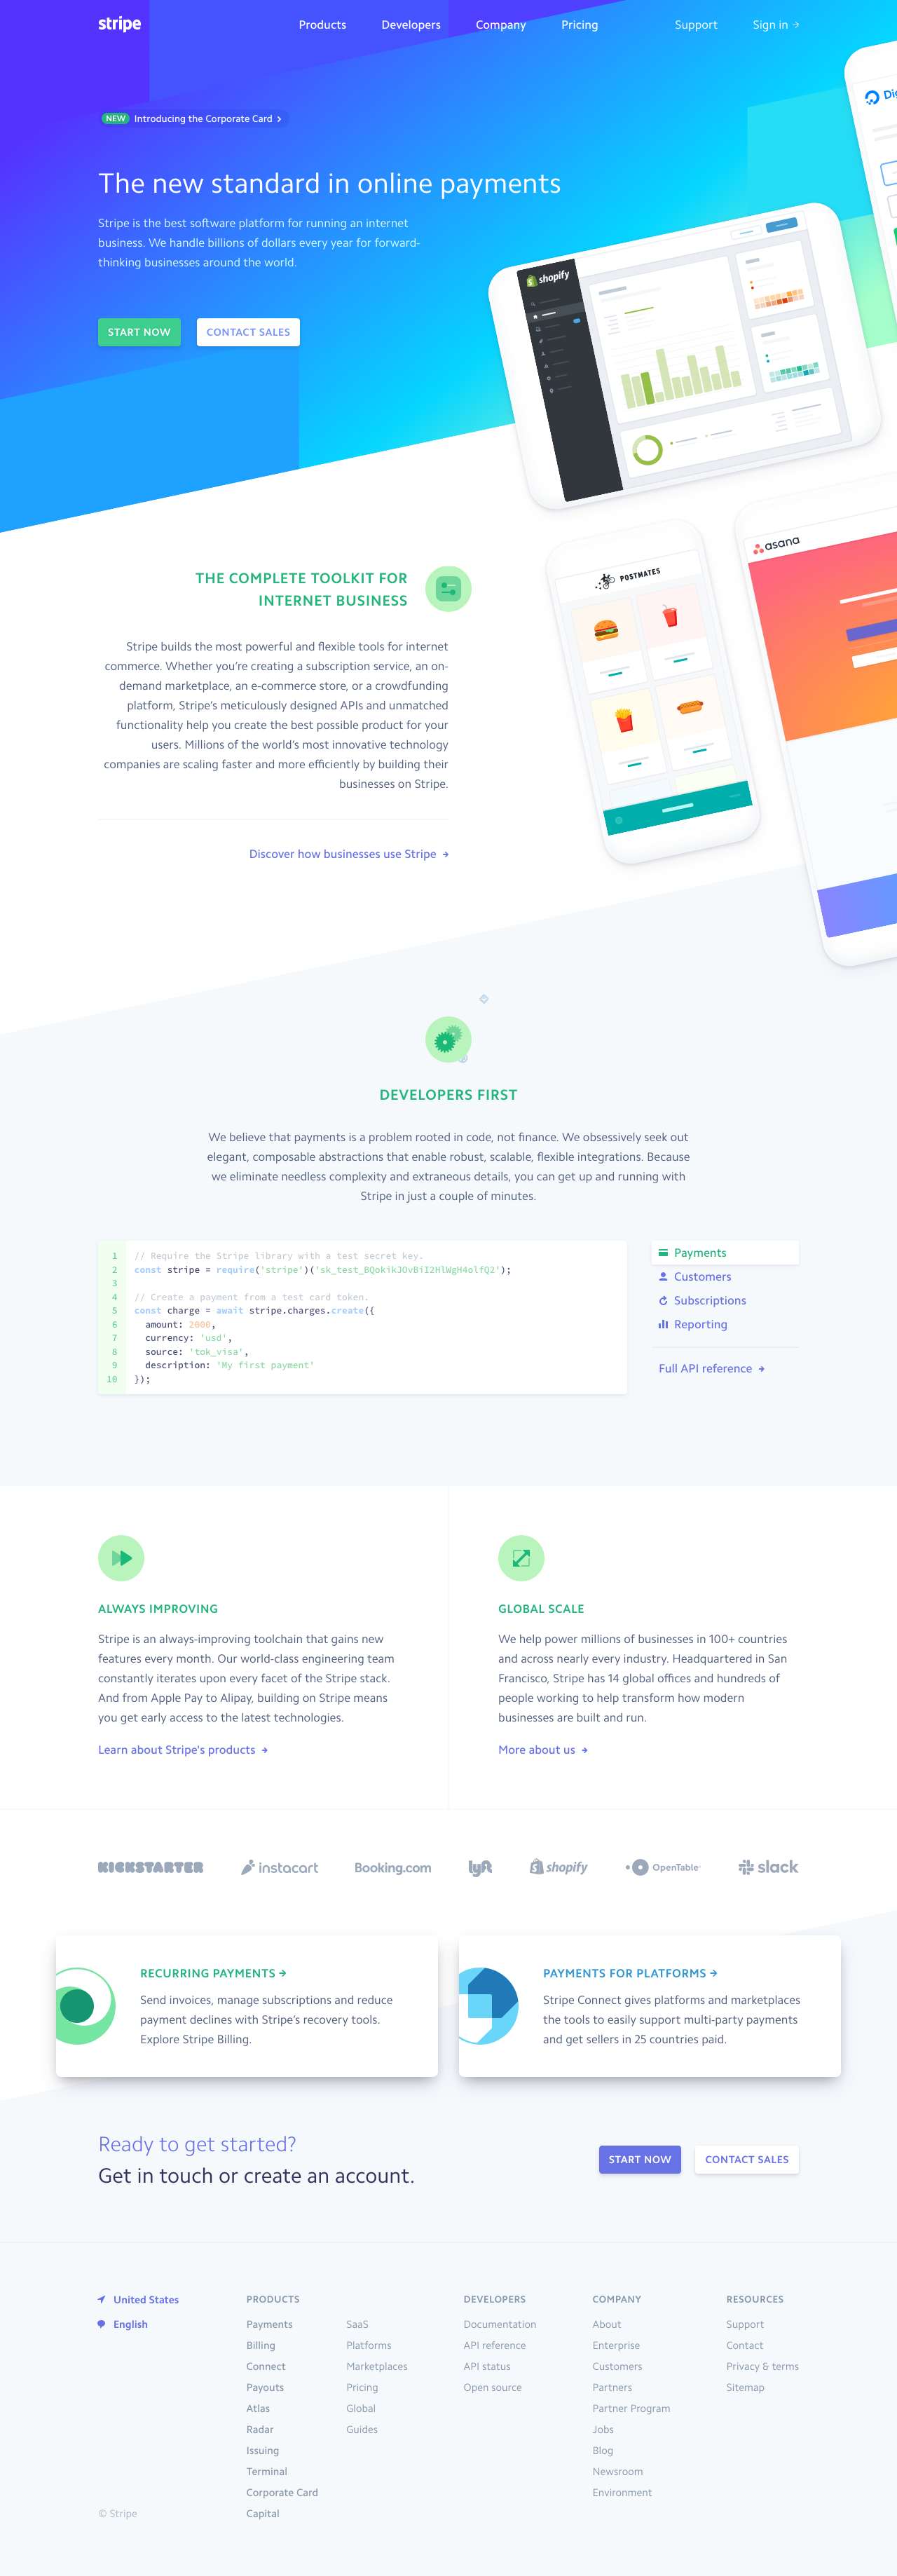 stripe
Products
Developers
Company
Pricing
Support
Sign in →
NEW Introducing the Corporate Card
The new standard in online payments
Stripe is the best software platform for running an internet
business. We handle billions of dollars every year for forward-
thinking businesses around the world.
START NOW
CONTACT SALES
shopify
THE COMPLETE TOOLKIT FOR
INTERNET BUSINESS
Stripe builds the most powerful and flexible tools for internet
commerce. Whether you’re creating a subscription service, an on-
demand marketplace, an e-commerce store, or a crowdfunding
platform, Stripe’s meticulously designed APIs and unmatched
functionality help you create the best possible product for your
users. Millions of the world’s most innovative technology
companies are scaling faster and more efficiently by building their
businesses on Stripe.
Discover how businesses use Stripe →
POSTMATES
asana
DEVELOPERS FIRST
We believe that payments is a problem rooted in code, not finance. We obsessively seek out
elegant, composable abstractions that enable robust, scalable, flexible integrations. Because
we eliminate needless complexity and extraneous details, you can get up and running with
Stripe in just a couple of minutes.
1 // Require the Stripe library with a test secret key.
2 const stripe = require('stripe')('sk_test_BQokikJOvBiI2HlWgH4olfQ2');
3
4 // Create a payment from a test card token.
5 const charge = await stripe.charges.create({
6 amount: 2000,
7 currency: 'usd',
8 source: 'tok_visa',
9 description: 'My first payment'
10 });
Payments
Customers
Subscriptions
Reporting
Full API reference →
ALWAYS IMPROVING
Stripe is an always-improving toolchain that gains new
features every month. Our world-class engineering team
constantly iterates upon every facet of the Stripe stack.
And from Apple Pay to Alipay, building on Stripe means
you get early access to the latest technologies.
Learn about Stripe's products →
GLOBAL SCALE
We help power millions of businesses in 100+ countries
and across nearly every industry. Headquartered in San
Francisco, Stripe has 14 global offices and hundreds of
people working to help transform how modern
businesses are built and run.
More about us →
KICKSTARTER
instacart
Booking.com
lyft
shopify
OpenTable
slack
RECURRING PAYMENTS →
Send invoices, manage subscriptions and reduce
payment declines with Stripe’s recovery tools.
Explore Stripe Billing.
PAYMENTS FOR PLATFORMS →
Stripe Connect gives platforms and marketplaces
the tools to easily support multi-party payments
and get sellers in 25 countries paid.
Ready to get started?
Get in touch or create an account.
START NOW
CONTACT SALES
United States
English
© Stripe
PRODUCTS
Payments
Billing
Connect
Payouts
Atlas
Radar
Issuing
Terminal
Corporate Card
Capital
SaaS
Platforms
Marketplaces
Pricing
Global
Guides
DEVELOPERS
Documentation
API reference
API status
Open source
COMPANY
About
Enterprise
Customers
Partners
Partner Program
Jobs
Blog
Newsroom
Environment
RESOURCES
Support
Contact
Privacy & terms
Sitemap